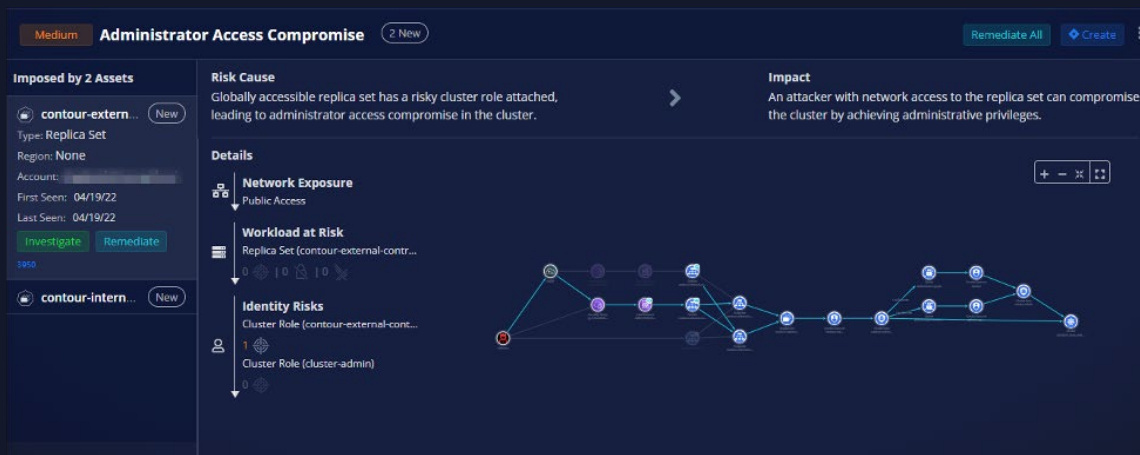 Medium
Administrator Access Compromise
2 New
Remediate All
Create
Imposed by 2 Assets
contour-extern...
New
Type: Replica Set
Region: None
Account:
First Seen: 04/19/22
Last Seen: 04/19/22
Investigate
Remediate
3950
contour-intern...
New
Risk Cause
Globally accessible replica set has a risky cluster role attached,
leading to administrator access compromise in the cluster.
Impact
An attacker with network access to the replica set can compromise
the cluster by achieving administrative privileges.
Details
Network Exposure
Public Access
Workload at Risk
Replica Set (contour-external-contr...
0 | 0 | 0
Identity Risks
Cluster Role (contour-external-cont...
1
Cluster Role (cluster-admin)
0